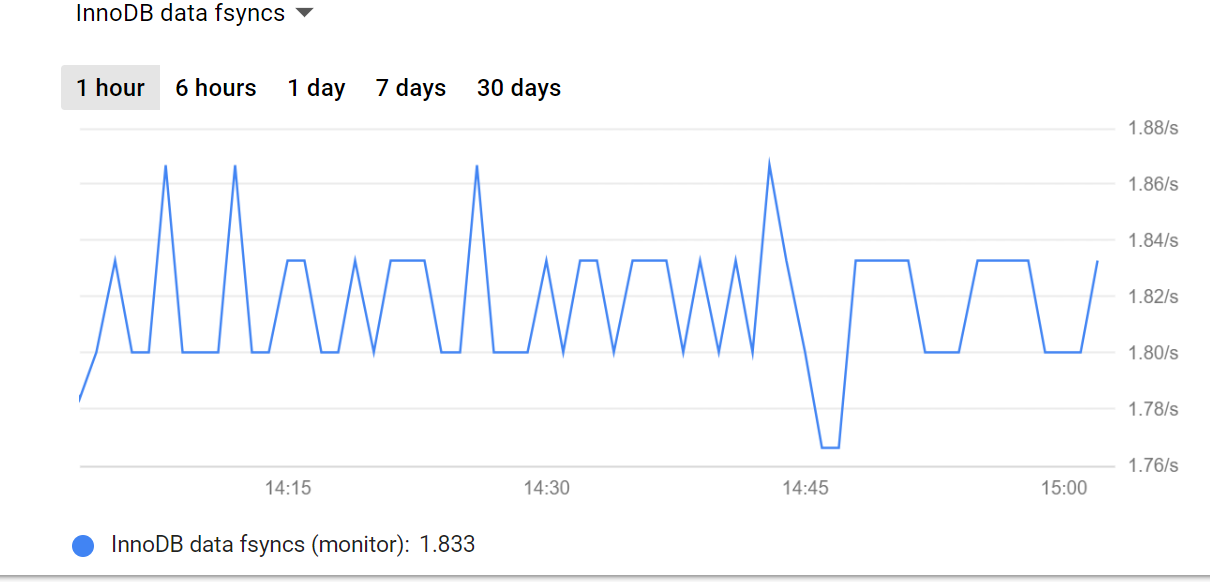 InnoDB data fsyncs
1 hour 6 hours 1 day 7 days 30 days
1.88/s
1.86/s
1.84/s
1.82/s
1.80/s
1.78/s
1.76/s
14:15 14:30 14:45 15:00
InnoDB data fsyncs (monitor): 1.833